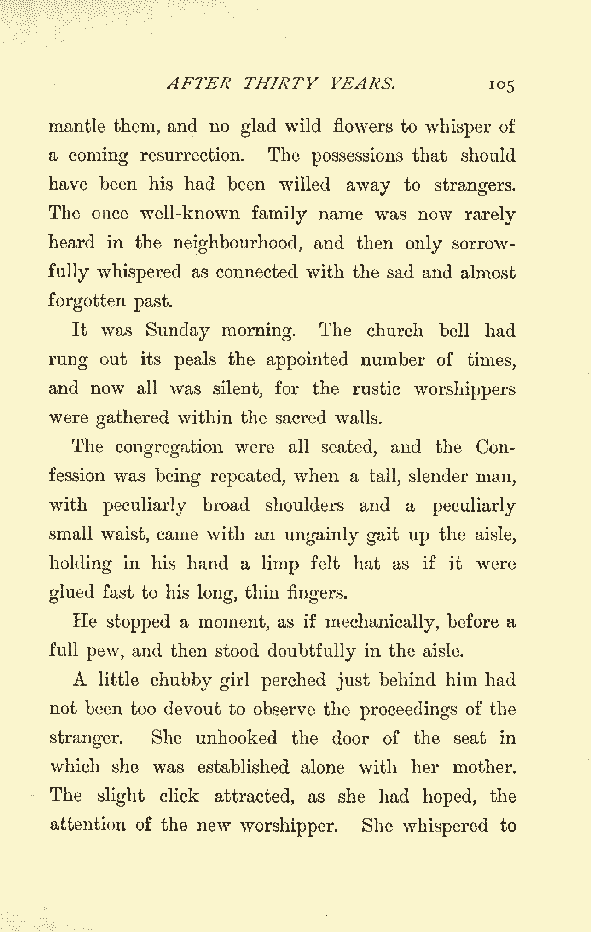 AFTER THIRTY YEARS. 105
mantle them, and no glad wild flowers to whisper of
a coming resurrection. The possessions that should
have been his had been willed away to strangers.
The once well-known family name was now rarely
heard in the neighbourhood, and then only sorrow-
fully whispered as connected with the sad and almost
forgotten past.
It was Sunday morning. The church bell had
rung out its peals the appointed number of times,
and now all was silent, for the rustic worshippers
were gathered within the sacred walls.
The congregation were all seated, and the Con-
fession was being repeated, when a tall, slender man,
with peculiarly broad shoulders and a peculiarly
small waist, came with an ungainly gait up the aisle,
holding in his hand a limp felt hat as if it were
glued fast to his long, thin fingers.
He stopped a moment, as if mechanically, before a
full pew, and then stood doubtfully in the aisle.
A little chubby girl perched just behind him had
not been too devout to observe the proceedings of the
stranger. She unhooked the door of the seat in
which she was established alone with her mother.
The slight click attracted, as she had hoped, the
attention of the new worshipper. She whispered to